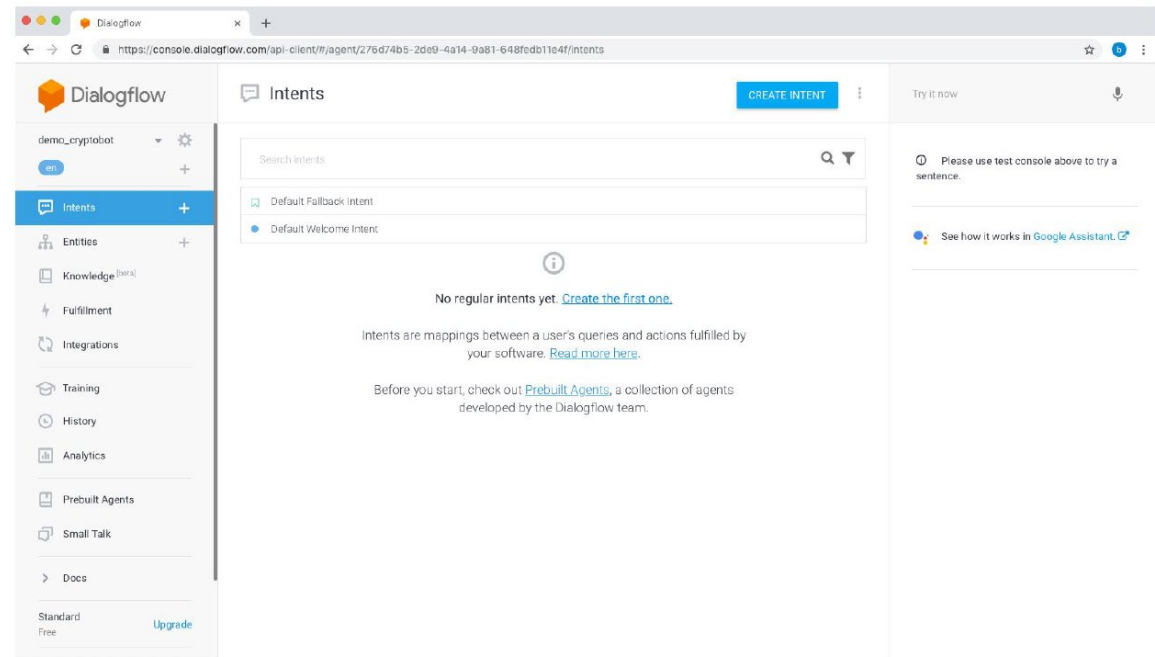 Dialogflow
https://console.dialogflow.com/api-client/#/agent/276d74b5-2de9-4a14-9a81-648fedb11e4f/intents
b
Dialogflow
demo_cryptobot
en
Intents
Entities
Knowledge [beta]
Fulfillment
Integrations
Training
History
Analytics
Prebuilt Agents
Small Talk
Docs
Standard
Free
Upgrade
Intents
CREATE INTENT
Search intents
Default Fallback Intent
Default Welcome Intent
No regular intents yet. Create the first one.
Intents are mappings between a user's queries and actions fulfilled by
your software. Read more here.
Before you start, check out Prebuilt Agents, a collection of agents
developed by the Dialogflow team.
Try it now
Please use test console above to try a
sentence.
See how it works in Google Assistant.